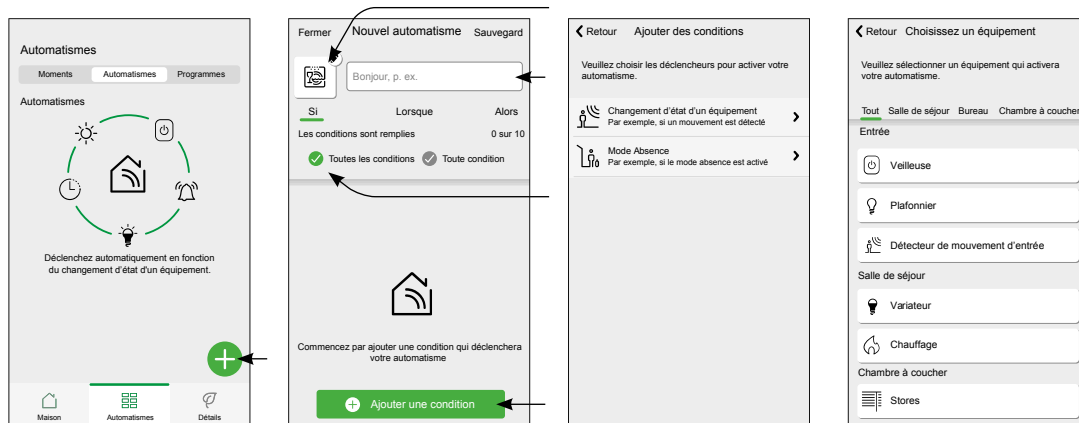 Automatismes
Moments Automatismes Programmes
Automatismes
Déclenchez automatiquement en fonction
du changement d'état d'un équipement.
Maison Automatismes Détails
Fermer Nouvel automatisme Sauvegard
Bonjour, p. ex.
Si Lorsque Alors
Les conditions sont remplies 0 sur 10
Toutes les conditions Toute condition
Commencez par ajouter une condition qui déclenchera
votre automatisme
Ajouter une condition
Retour Ajouter des conditions
Veuillez choisir les déclencheurs pour activer votre
automatisme.
Changement d'état d'un équipement
Par exemple, si un mouvement est détecté
Mode Absence
Par exemple, si le mode absence est activé
Retour Choisissez un équipement
Veuillez sélectionner un équipement qui activera
votre automatisme.
Tout Salle de séjour Bureau Chambre à coucher
Entrée
Veilleuse
Plafonnier
Détecteur de mouvement d'entrée
Salle de séjour
Variateur
Chauffage
Chambre à coucher
Stores